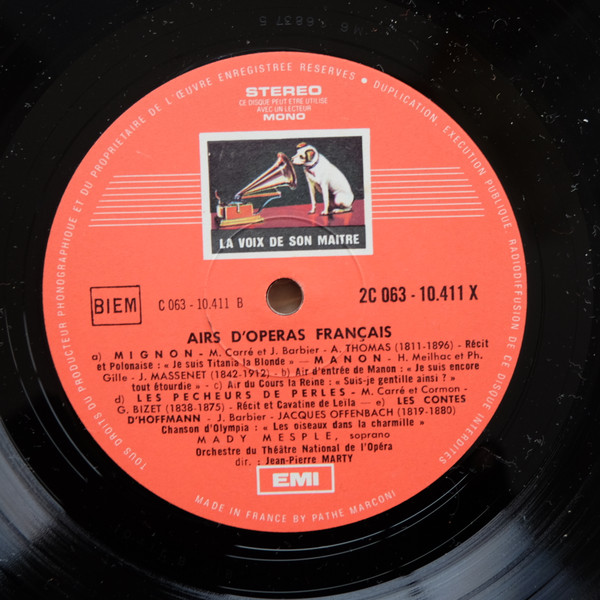 STEREO
CE DISQUE PEUT ETRE UTILISE
AVEC UN LECTEUR
MONO
LA VOIX DE SON MAITRE
BIEM
C 063 - 10.411 B
2C 063 - 10.411 X
AIRS D'OPERAS FRANÇAIS
a) MIGNON - M. Carré et J. Barbier - A. THOMAS (1811-1896) - Récit
et Polonaise : « Je suis Titania la Blonde » — MANON - H. Meilhac et Ph.
Gille - J. MASSENET (1842-1912) - b) Air d'entrée de Manon : « Je suis encore
tout étourdie » - c) Air du Cours la Reine : « Suis-je gentille ainsi ? »
d) LES PECHEURS DE PERLES - M. Carré et Cormon -
G. BIZET (1838-1875) - Récit et Cavatine de Leila — e) LES CONTES
D'HOFFMANN - J. Barbier - JACQUES OFFENBACH (1819-1880)
Chanson d'Olympia : « Les oiseaux dans la charmille »
MADY MESPLE, soprano
Orchestre du Théâtre National de l'Opéra
dir. : Jean-Pierre MARTY
EMI
MADE IN FRANCE BY PATHE MARCONI
TOUS DROITS DU PRODUCTEUR PHONOGRAPHIQUE ET DU PROPRIETAIRE DE L'ŒUVRE ENREGISTREE RESERVES • DUPLICATION EXECUTION PUBLIQUE RADIODIFFUSION DE CE DISQUE INTERDITES